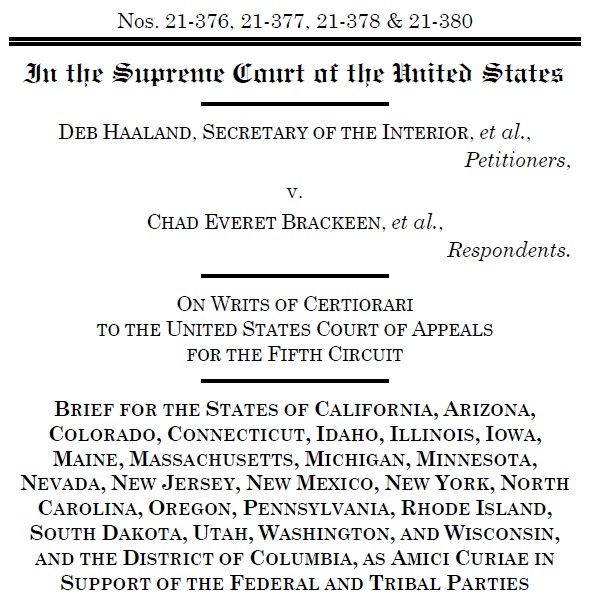 Nos. 21-376, 21-377, 21-378 & 21-380
In the Supreme Court of the United States
DEB HAALAND, SECRETARY OF THE INTERIOR, et al.,
Petitioners,
v.
CHAD EVERET BRACKEEN, et al.,
Respondents.
ON WRITS OF CERTIORARI
TO THE UNITED STATES COURT OF APPEALS
FOR THE FIFTH CIRCUIT
BRIEF FOR THE STATES OF CALIFORNIA, ARIZONA,
COLORADO, CONNECTICUT, IDAHO, ILLINOIS, IOWA,
MAINE, MASSACHUSETTS, MICHIGAN, MINNESOTA,
NEVADA, NEW JERSEY, NEW MEXICO, NEW YORK, NORTH
CAROLINA, OREGON, PENNSYLVANIA, RHODE ISLAND,
SOUTH DAKOTA, UTAH, WASHINGTON, AND WISCONSIN,
AND THE DISTRICT OF COLUMBIA, AS AMICI CURIAE IN
SUPPORT OF THE FEDERAL AND TRIBAL PARTIES